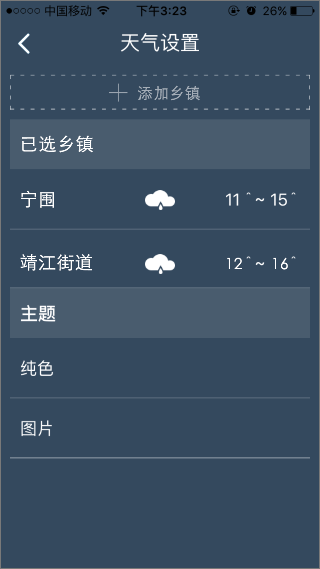 中国移动 下午3:23 26%
天气设置
添加乡镇
已选乡镇
宁围 11 ~ 15
靖江街道 12 ~ 16
主题
纯色
图片